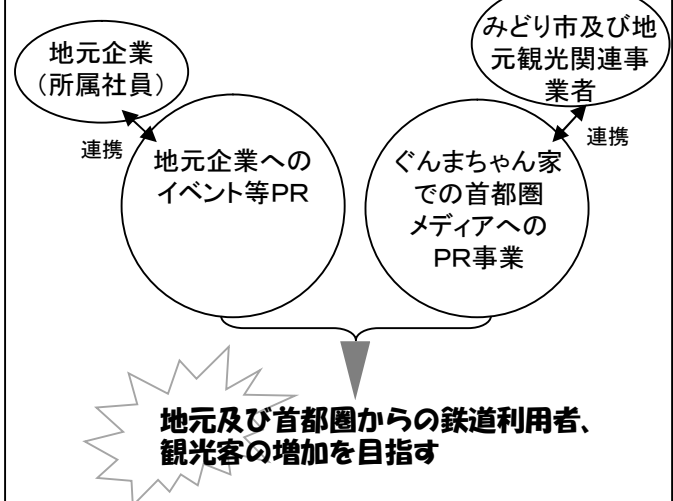 地元企業
（所属社員）
みどり市及び地
元観光関連事
業者
連携
連携
地元企業への
イベント等ＰＲ
ぐんまちゃん家
での首都圏
メディアへの
ＰＲ事業
地元及び首都圏からの鉄道利用者、
観光客の増加を目指す